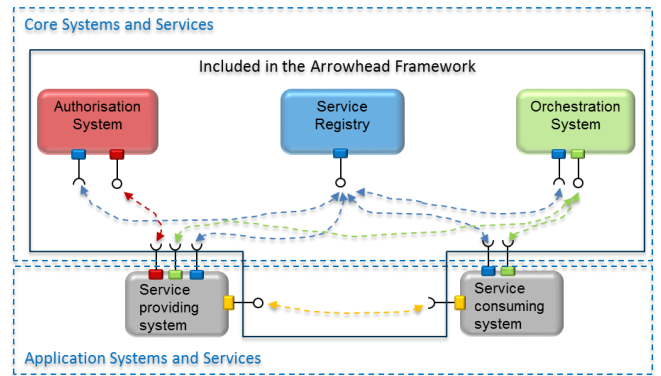 Core Systems and Services
Included in the Arrowhead Framework
Authorisation
System
Service
Registry
Orchestration
System
Service
providing
system
Service
consuming
system
Application Systems and Services